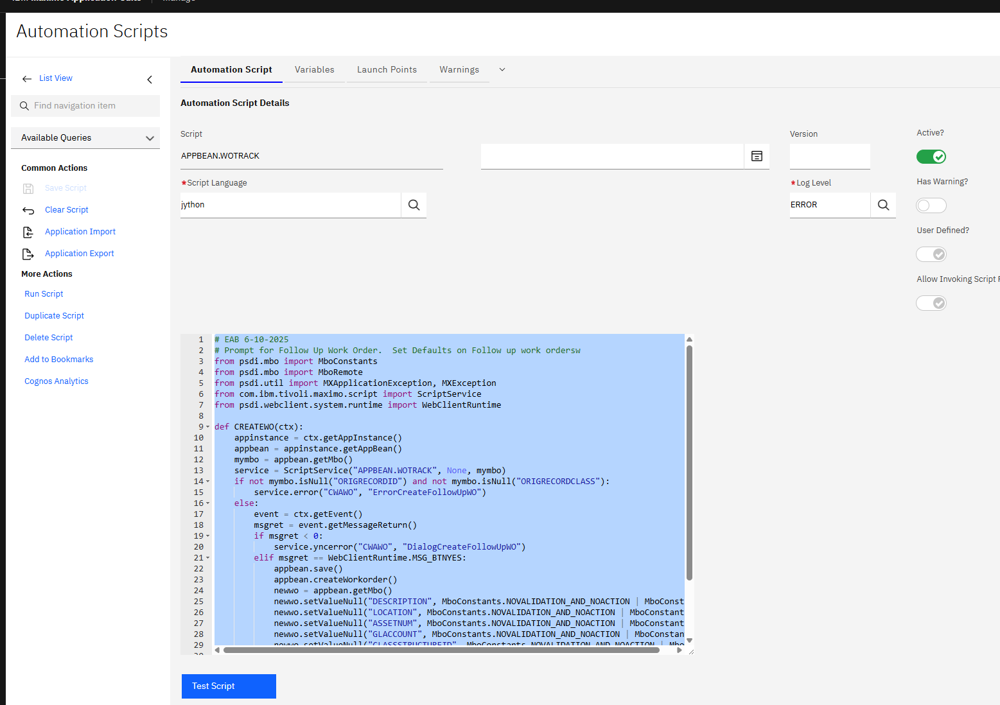 Automation Scripts
List View
Find navigation item
Available Queries
Common Actions
Save Script
Clear Script
Application Import
Application Export
More Actions
Run Script
Duplicate Script
Delete Script
Add to Bookmarks
Cognos Analytics
Automation Script Variables Launch Points Warnings
Automation Script Details
Script
APPBEAN.WOTRACK
Version
Active?
*Script Language
jython
*Log Level
ERROR
Has Warning?
User Defined?
Allow Invoking Script
1 # EAB 6-10-2025
2 # Prompt for Follow Up Work Order.  Set Defaults on Follow up work ordersw
3 from psdi.mbo import MboConstants
4 from psdi.mbo import MboRemote
5 from psdi.util import MXApplicationException, MXException
6 from com.ibm.tivoli.maximo.script import ScriptService
7 from psdi.webclient.system.runtime import WebClientRuntime
8
9 def CREATEWO(ctx):
10     appinstance = ctx.getAppInstance()
11     appbean = appinstance.getAppBean()
12     mymbo = appbean.getMbo()
13     service = ScriptService("APPBEAN.WOTRACK", None, mymbo)
14     if not mymbo.isNull("ORIGRECORDID") and not mymbo.isNull("ORIGRECORDCLASS"):
15         service.error("CWAWO", "ErrorCreateFollowUpWO")
16     else:
17         event = ctx.getEvent()
18         msgret = event.getMessageReturn()
19         if msgret < 0:
20             service.yncerror("CWAWO", "DialogCreateFollowUpWO")
21         elif msgret == WebClientRuntime.MSG_BTNYES:
22             appbean.save()
23             appbean.createWorkorder()
24             newwo = appbean.getMbo()
25             newwo.setValueNull("DESCRIPTION", MboConstants.NOVALIDATION_AND_NOACTION | MboConst
26             newwo.setValueNull("LOCATION", MboConstants.NOVALIDATION_AND_NOACTION | MboConstant
27             newwo.setValueNull("ASSETNUM", MboConstants.NOVALIDATION_AND_NOACTION | MboConstant
28             newwo.setValueNull("GLACCOUNT", MboConstants.NOVALIDATION_AND_NOACTION | MboConstan
29             newwo.setValueNull("CLASSSTRUCTUREID", MboConstants.NOVALIDATION_AND_NOACTION | Mbo
Test Script